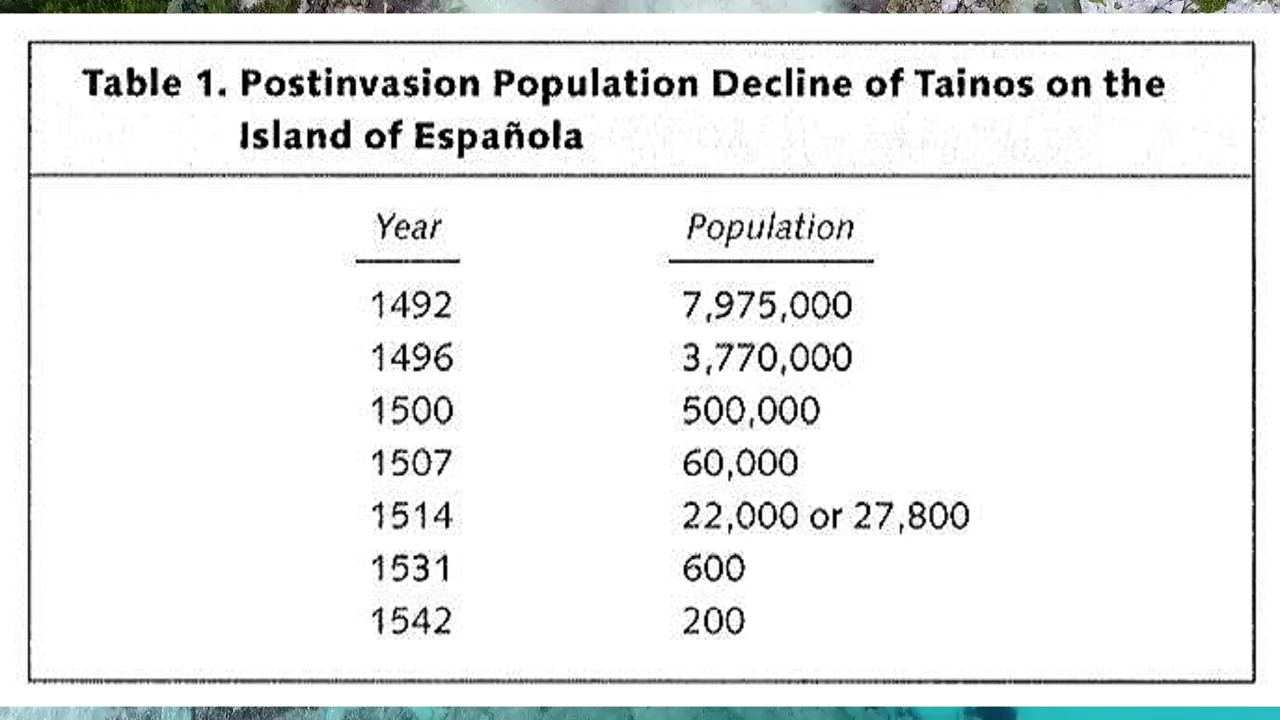 Table 1. Postinvasion Population Decline of Tainos on the
Island of Española
Year Population
1492 7,975,000
1496 3,770,000
1500 500,000
1507 60,000
1514 22,000 or 27,800
1531 600
1542 200